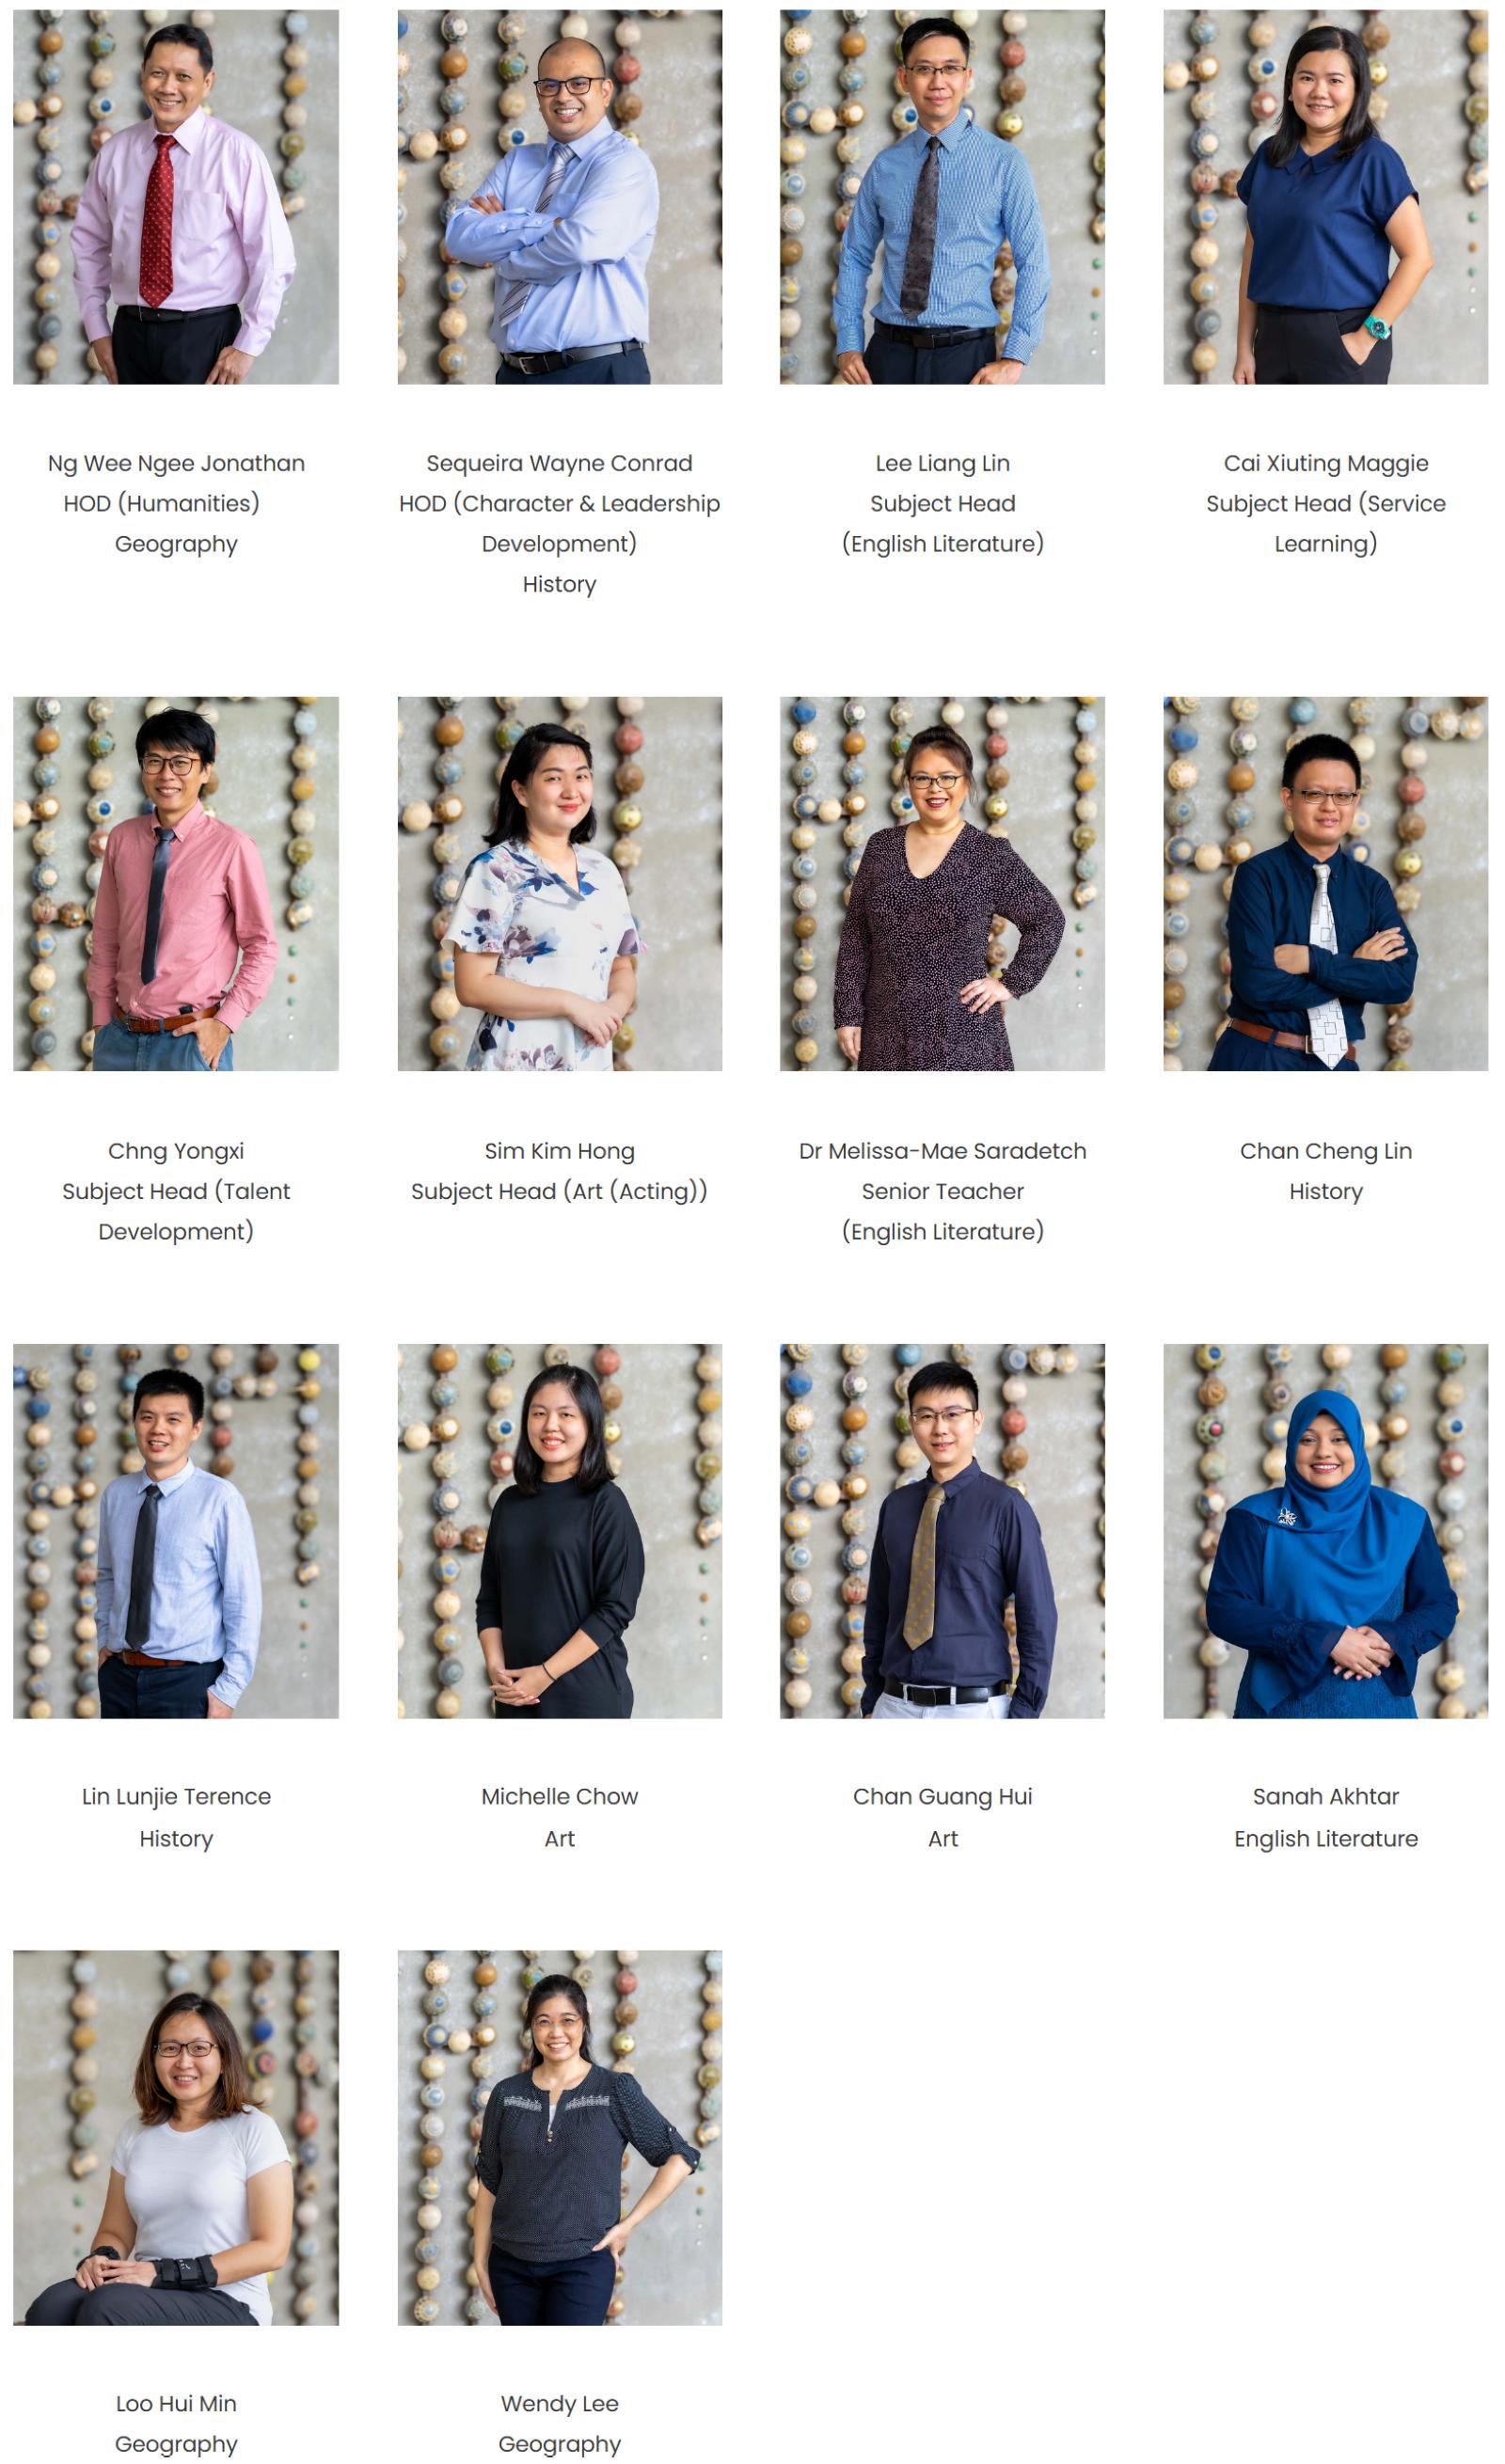 Ng Wee Ngee Jonathan
HOD (Humanities)
Geography
Sequeira Wayne Conrad
HOD (Character & Leadership
Development)
History
Lee Liang Lin
Subject Head
(English Literature)
Cai Xiuting Maggie
Subject Head (Service
Learning)
Chng Yongxi
Subject Head (Talent
Development)
Sim Kim Hong
Subject Head (Art (Acting))
Dr Melissa-Mae Saradetch
Senior Teacher
(English Literature)
Chan Cheng Lin
History
Lin Lunjie Terence
History
Michelle Chow
Art
Chan Guang Hui
Art
Sanah Akhtar
English Literature
Loo Hui Min
Geography
Wendy Lee
Geography